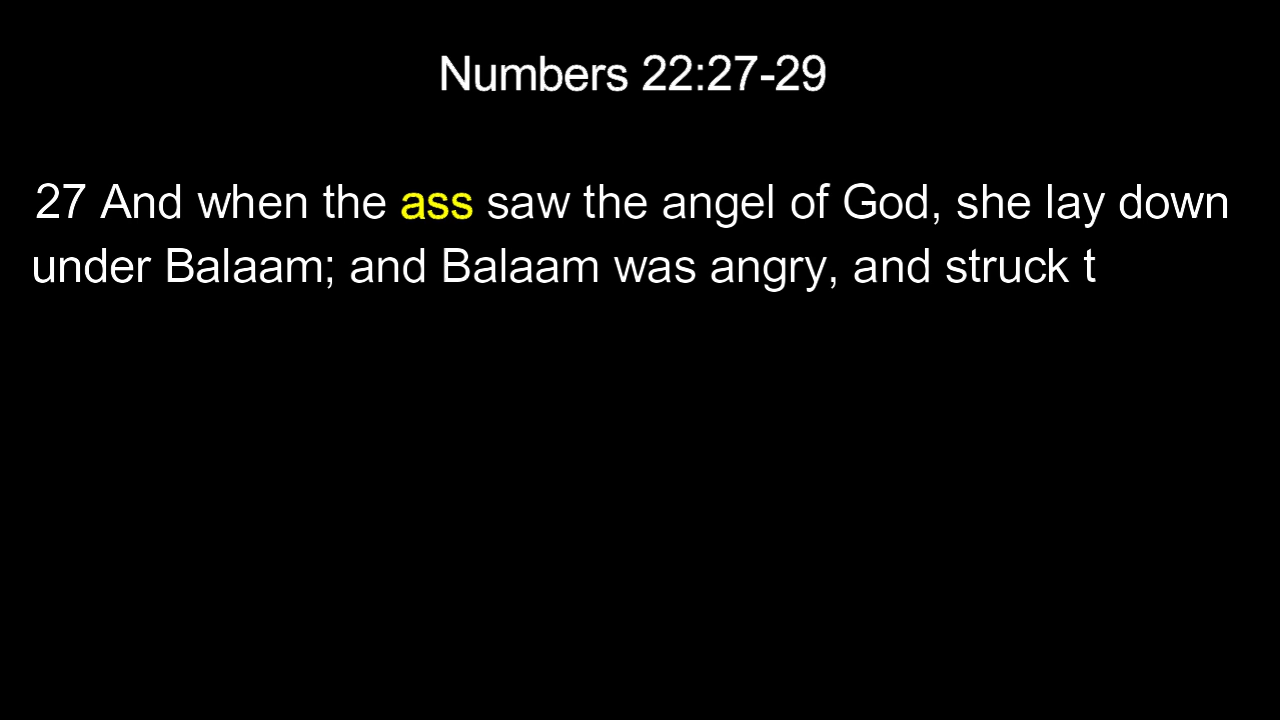 Numbers 22:27-29
27 And when the ass saw the angel of God, she lay down
under Balaam; and Balaam was angry, and struck t